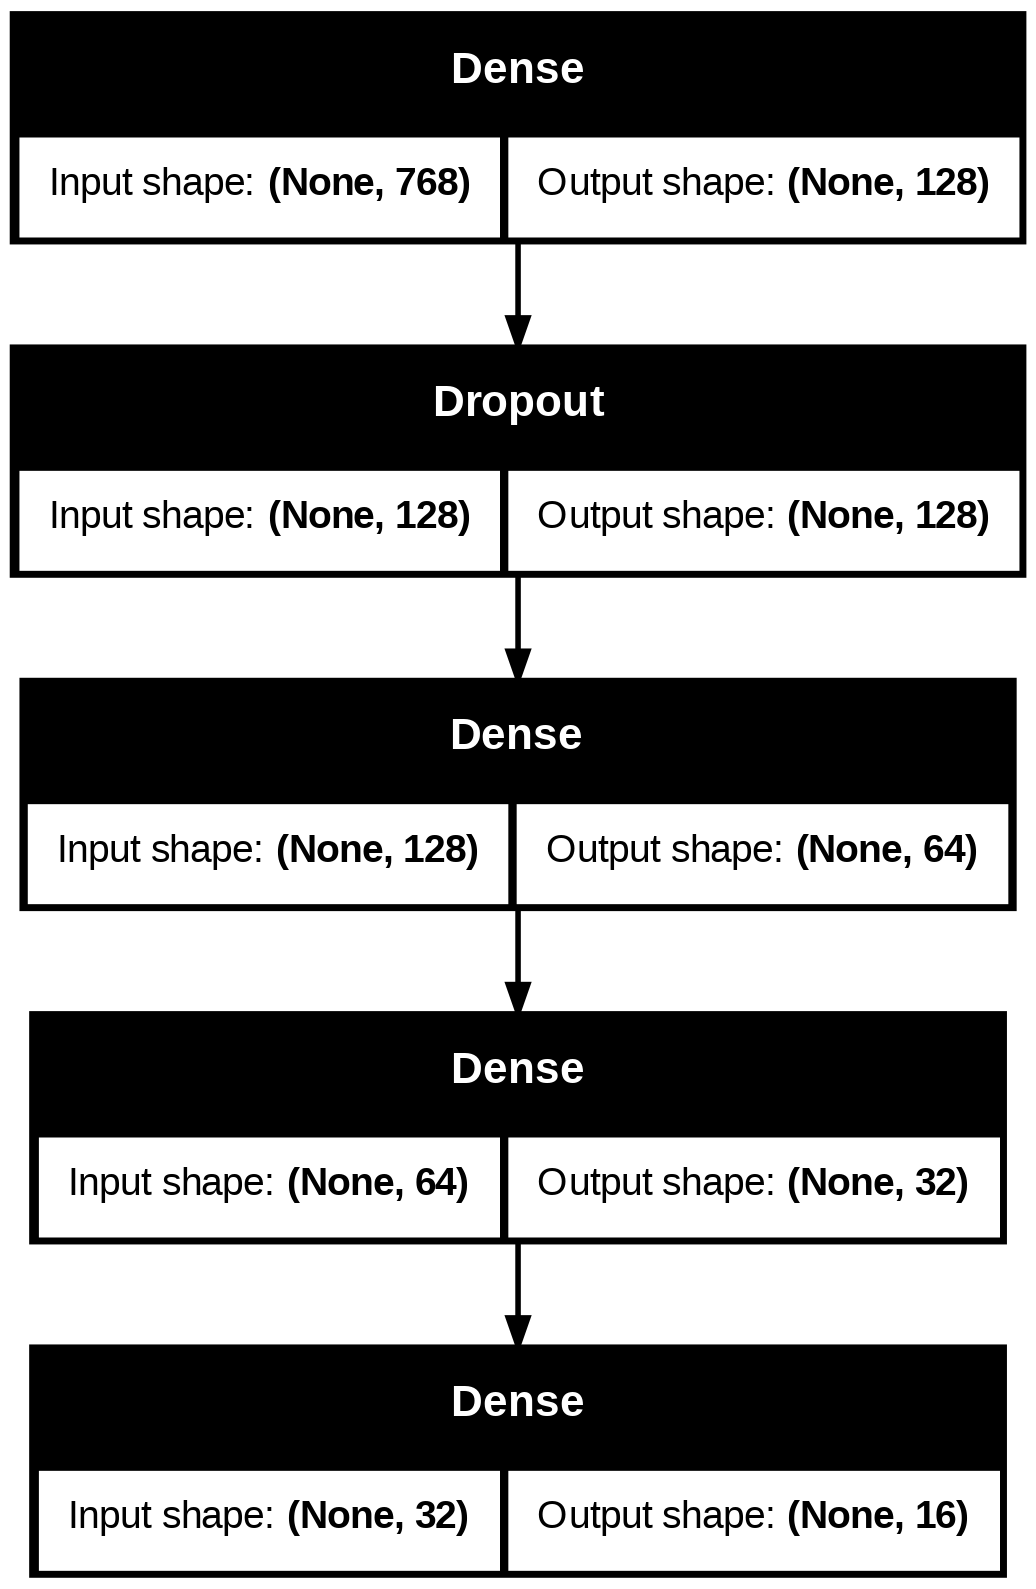 Dense
Input shape: (None, 768) Output shape: (None, 128)
Dropout
Input shape: (None, 128) Output shape: (None, 128)
Dense
Input shape: (None, 128) Output shape: (None, 64)
Dense
Input shape: (None, 64) Output shape: (None, 32)
Dense
Input shape: (None, 32) Output shape: (None, 16)